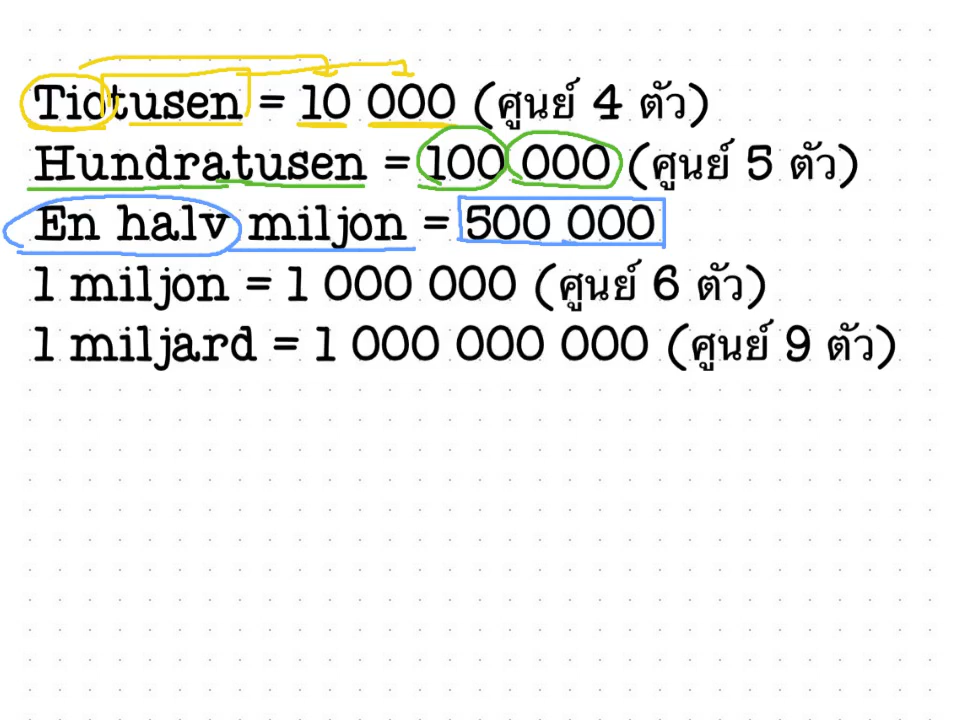 Tiotusen = 10 000 (ศูนย์ 4 ตัว)
Hundratusen = 100 000 (ศูนย์ 5 ตัว)
En halv miljon = 500 000
1 miljon = 1 000 000 (ศูนย์ 6 ตัว)
1 miljard = 1 000 000 000 (ศูนย์ 9 ตัว)